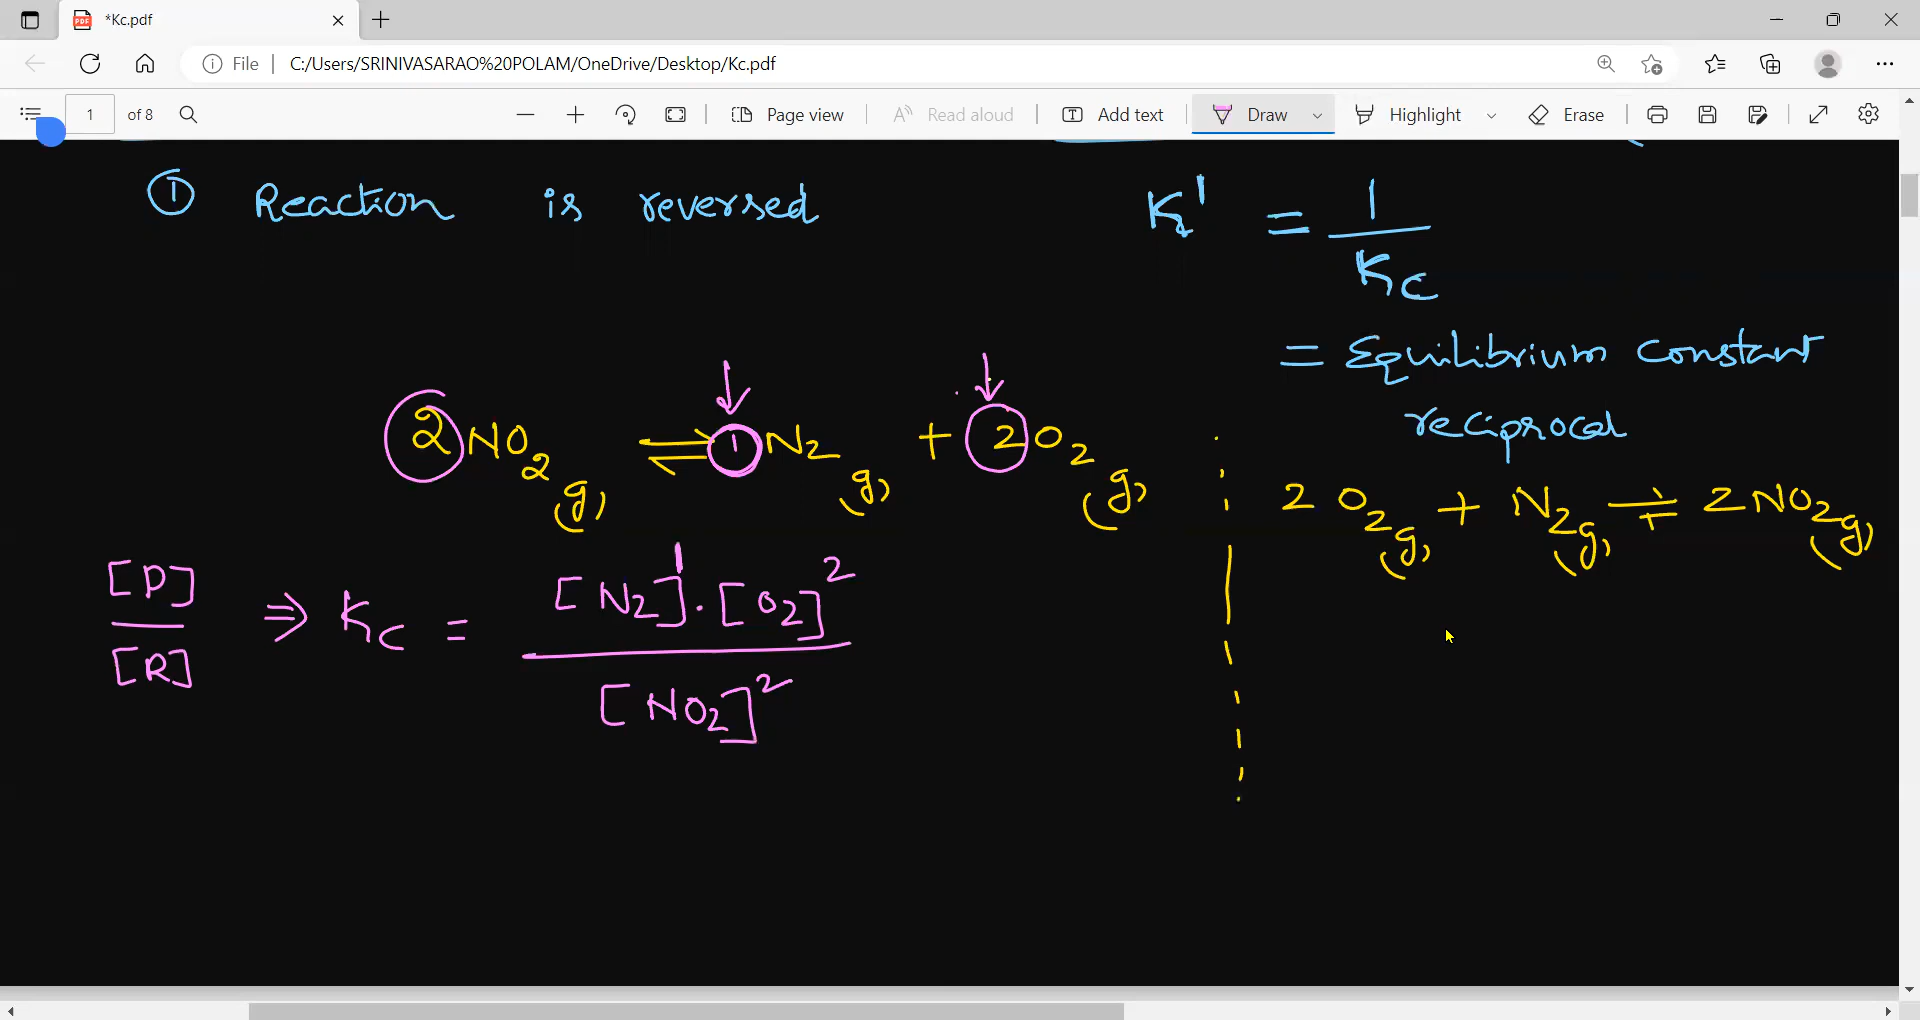 *Kc.pdf
File C:/Users/SRINIVASARAO%20POLAM/OneDrive/Desktop/Kc.pdf
1 of 8 Page view Read aloud Add text Draw Highlight Erase
① Reaction is reversed
K' = 1/Kc
= Equilibrium constant
reciprocal
2NO2(g) ⇌ 1N2(g) + 2O2(g)
2O2(g) + N2(g) ⇌ 2NO2(g)
[P]/[R] ⇒ Kc = [N2]^1 · [O2]^2 / [NO2]^2